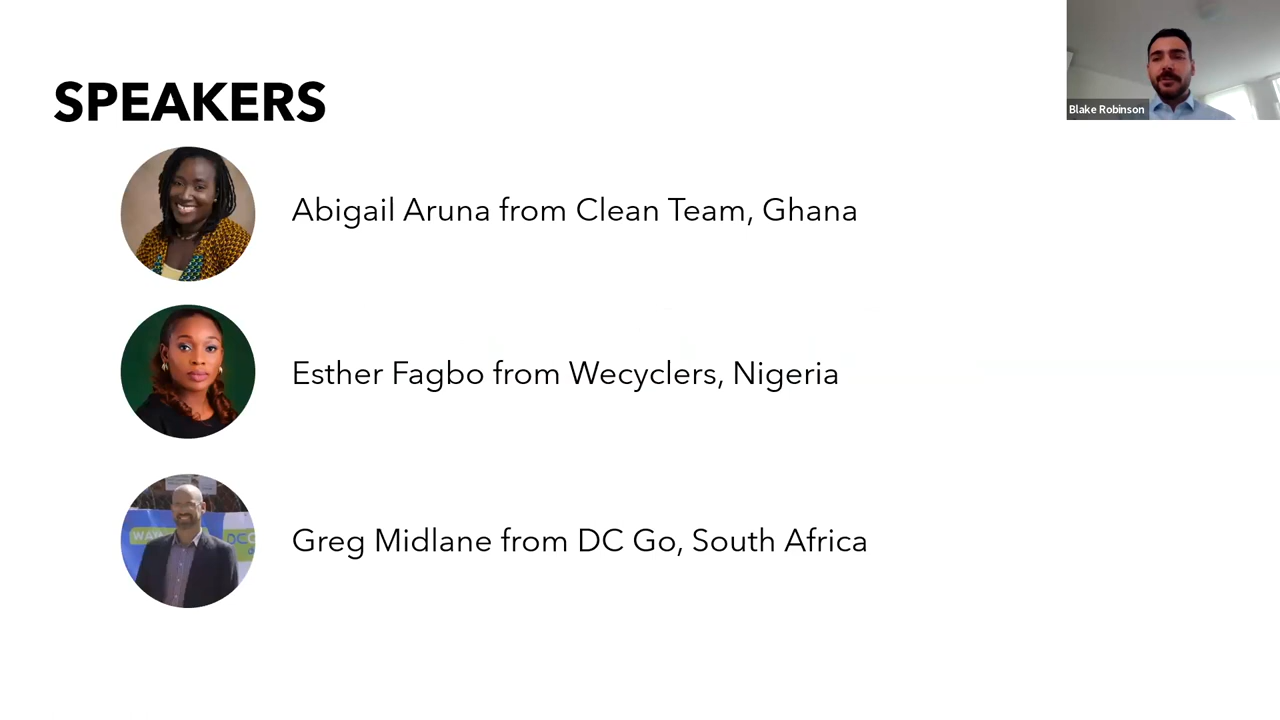 SPEAKERS
Blake Robinson
Abigail Aruna from Clean Team, Ghana
Esther Fagbo from Wecyclers, Nigeria
Greg Midlane from DC Go, South Africa